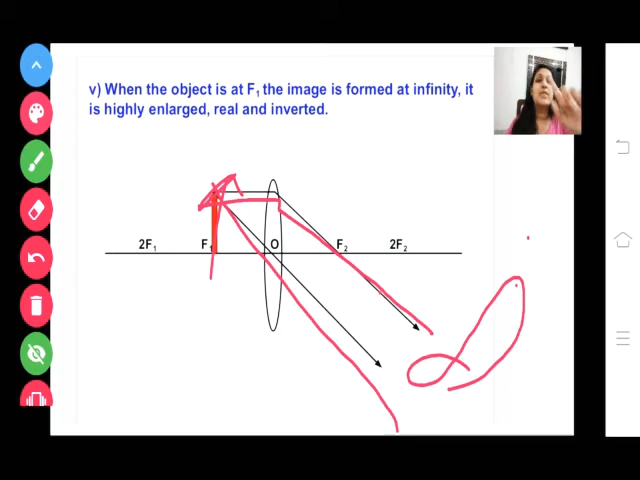 v) When the object is at F₁ the image is formed at infinity, it
is highly enlarged, real and inverted.
2F₁ F₁ O F₂ 2F₂